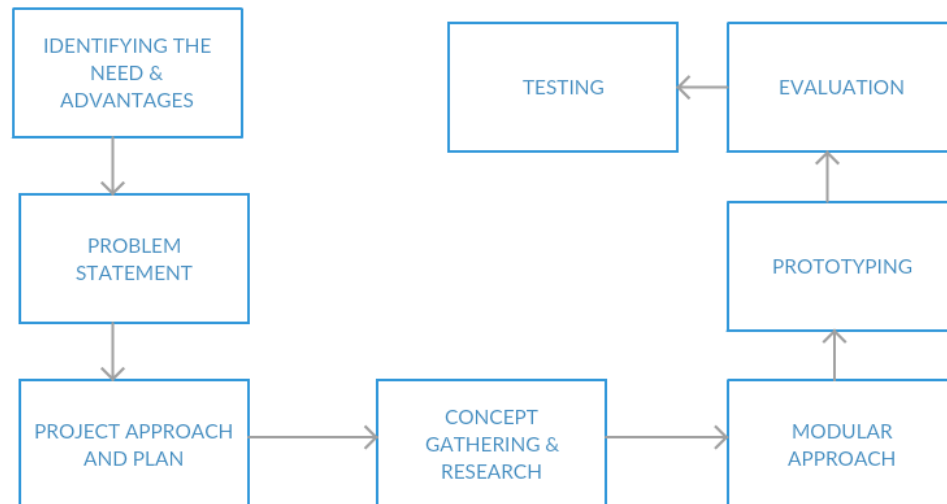 IDENTIFYING THE
NEED &
ADVANTAGES
PROBLEM
STATEMENT
PROJECT APPROACH
AND PLAN
CONCEPT
GATHERING &
RESEARCH
MODULAR
APPROACH
PROTOTYPING
EVALUATION
TESTING